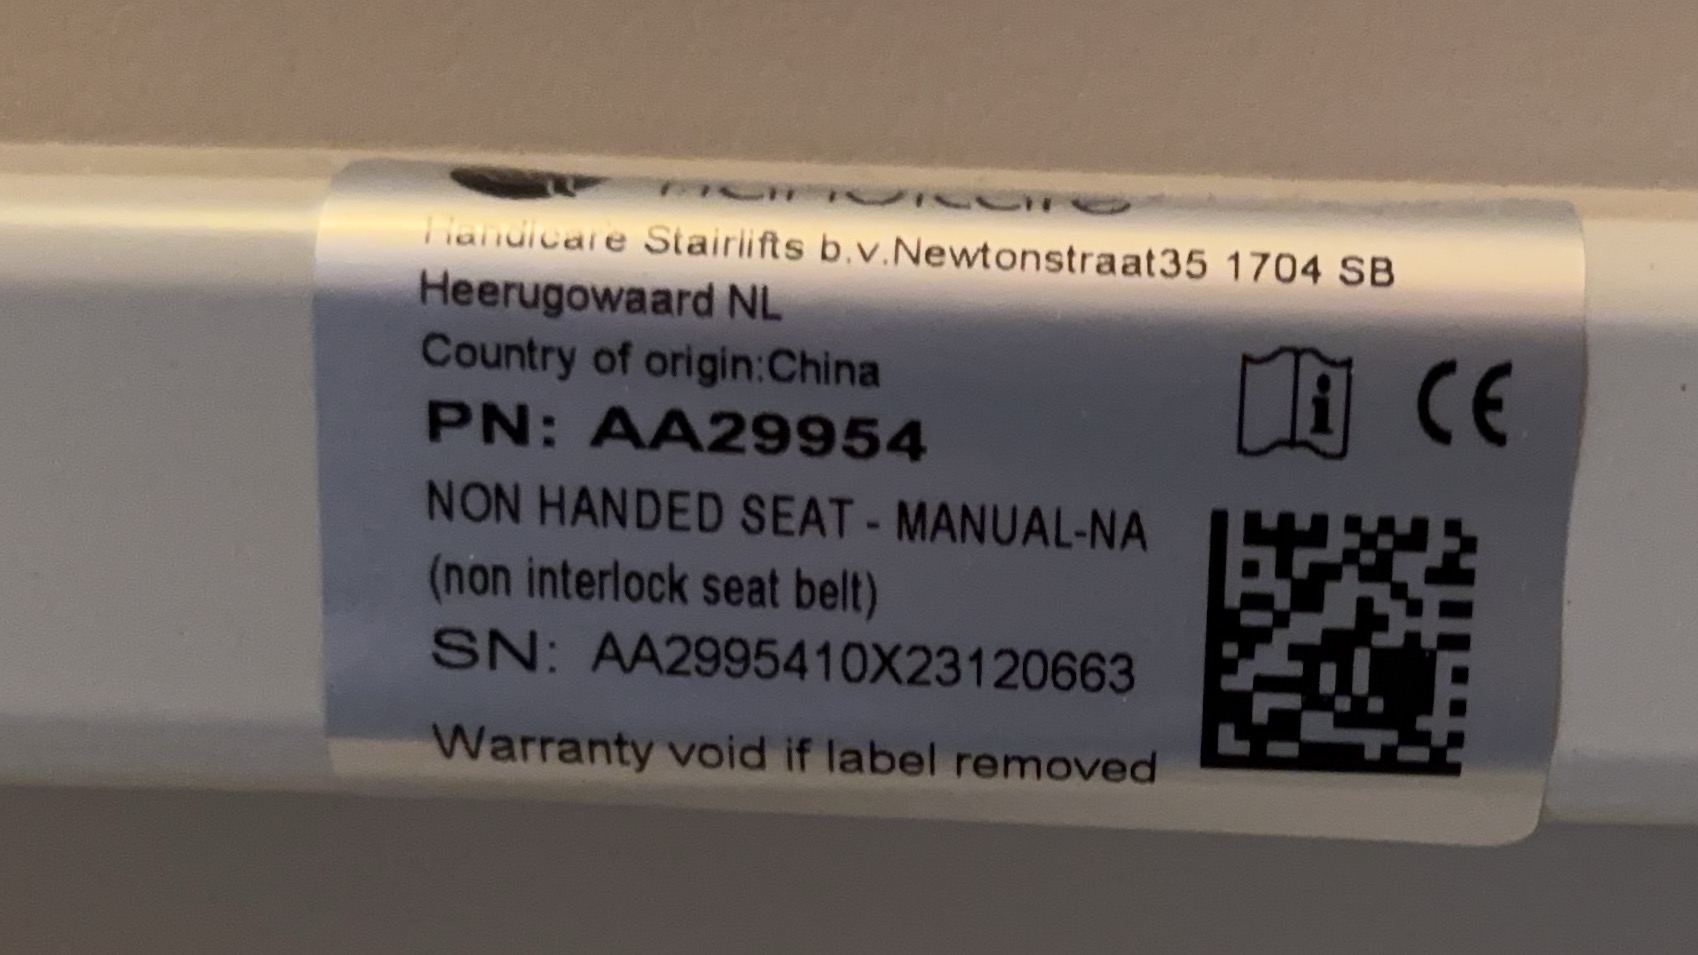 Handicare Stairlifts b.v.Newtonstraat35 1704 SB
Heerugowaard NL
Country of origin:China
PN: AA29954
NON HANDED SEAT - MANUAL-NA
(non interlock seat belt)
SN: AA2995410X23120663
Warranty void if label removed